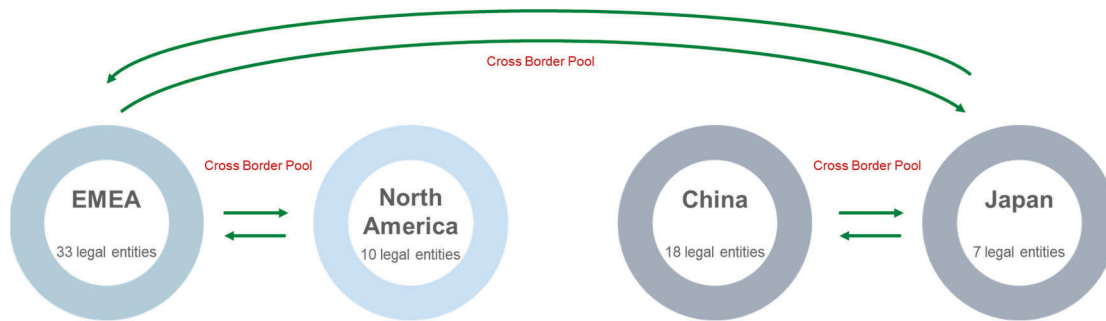 Cross Border Pool
Cross Border Pool
Cross Border Pool
EMEA
33 legal entities
North
America
10 legal entities
China
18 legal entities
Japan
7 legal entities